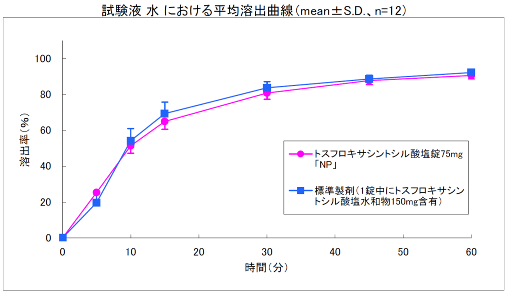 試験液 水 における平均溶出曲線(mean±S.D.、n=12)
溶出率(%)
100
80
60
40
20
0
0 10 20 30 40 50 60
時間(分)
トスフロキサシントシル酸塩錠75mg
「NP」
標準製剤(1錠中にトスフロキサシン
トシル酸塩水和物150mg含有)